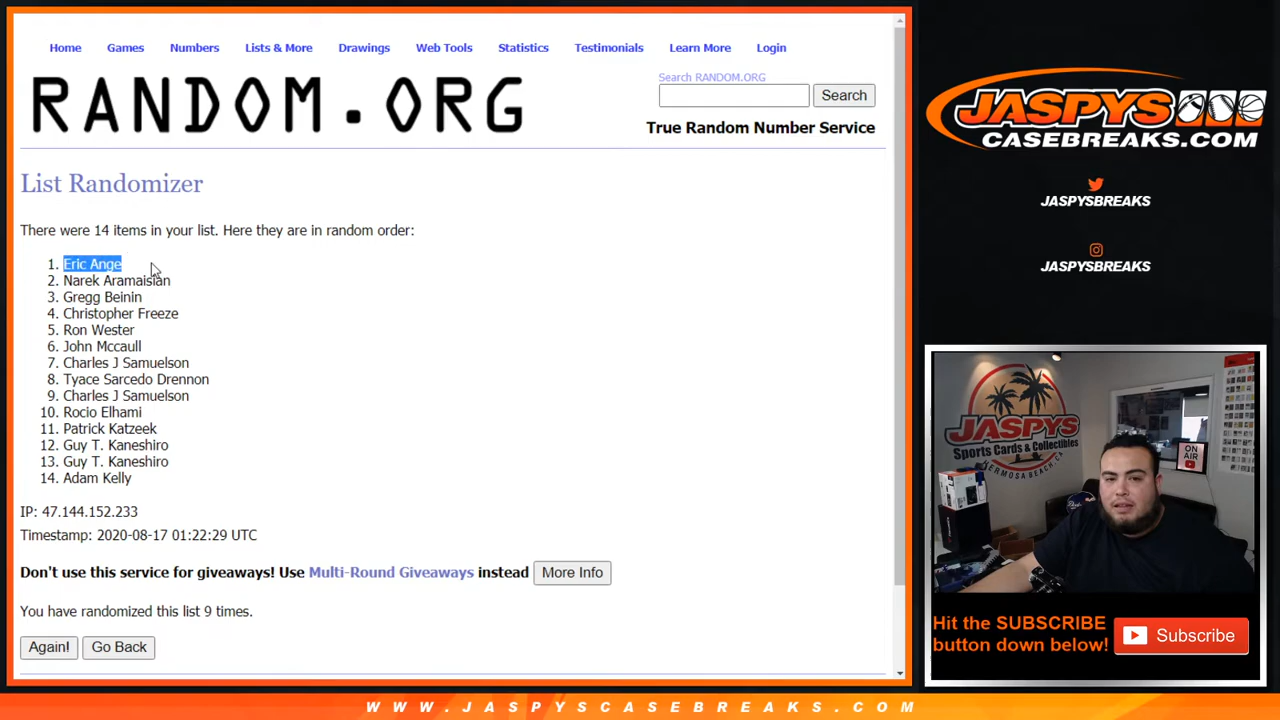 Home Games Numbers Lists & More Drawings Web Tools Statistics Testimonials Learn More Login
RANDOM.ORG
Search RANDOM.ORG
Search
True Random Number Service
List Randomizer
There were 14 items in your list. Here they are in random order:
1. Eric Ange
2. Narek Aramaisian
3. Gregg Beinin
4. Christopher Freeze
5. Ron Wester
6. John Mccaull
7. Charles J Samuelson
8. Tyace Sarcedo Drennon
9. Charles J Samuelson
10. Rocio Elhami
11. Patrick Katzeek
12. Guy T. Kaneshiro
13. Guy T. Kaneshiro
14. Adam Kelly
IP: 47.144.152.233
Timestamp: 2020-08-17 01:22:29 UTC
Don't use this service for giveaways! Use Multi-Round Giveaways instead More Info
You have randomized this list 9 times.
Again! Go Back
JASPYS
CASEBREAKS.COM
JASPYSBREAKS
JASPYSBREAKS
JASPYS
Sports Cards & Collectibles
HERMOSA BEACH, CA
ON AIR
Hit the SUBSCRIBE
button down below!
Subscribe
WWW.JASPYSCASEBREAKS.COM